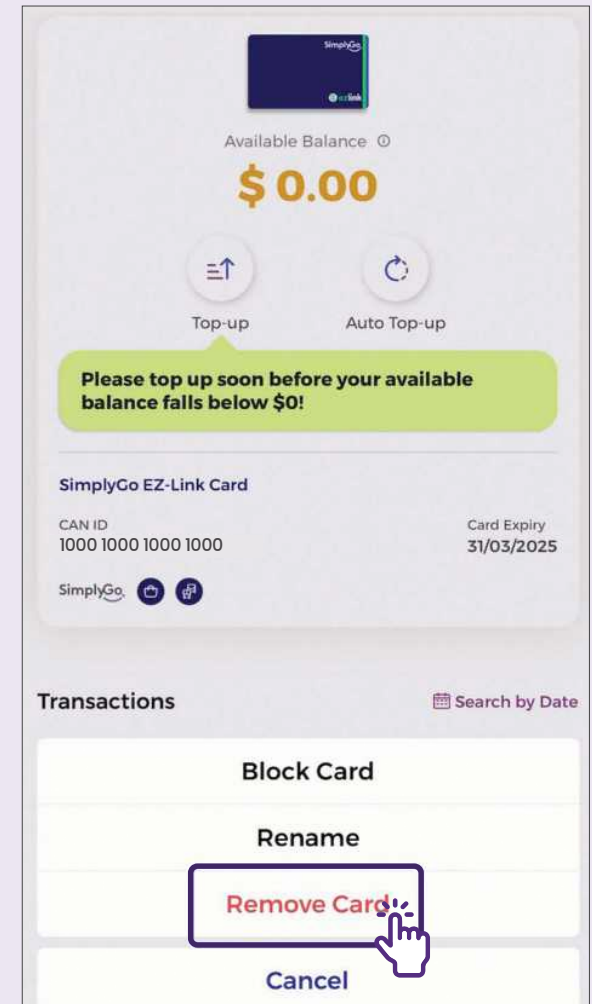 SimplyGo
ezlink
Available Balance
$ 0.00
Top-up Auto Top-up
Please top up soon before your available
balance falls below $0!
SimplyGo EZ-Link Card
CAN ID Card Expiry
1000 1000 1000 1000 31/03/2025
SimplyGo
Transactions Search by Date
Block Card
Rename
Remove Card
Cancel